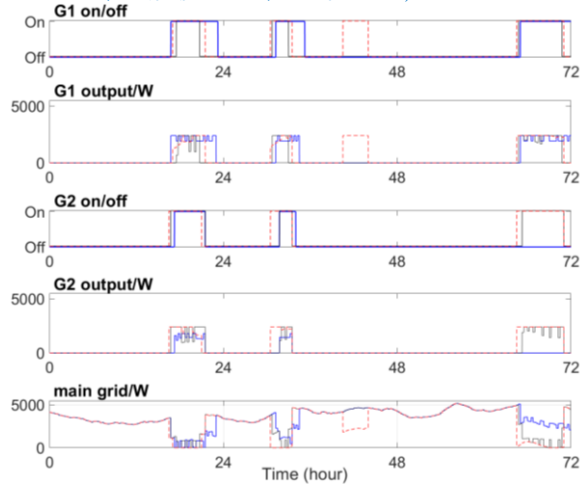 G1 on/off
On
Off
0 24 48 72
G1 output/W
5000
0
0 24 48 72
G2 on/off
On
Off
0 24 48 72
G2 output/W
5000
0
0 24 48 72
main grid/W
5000
0
0 24 48 72
Time (hour)